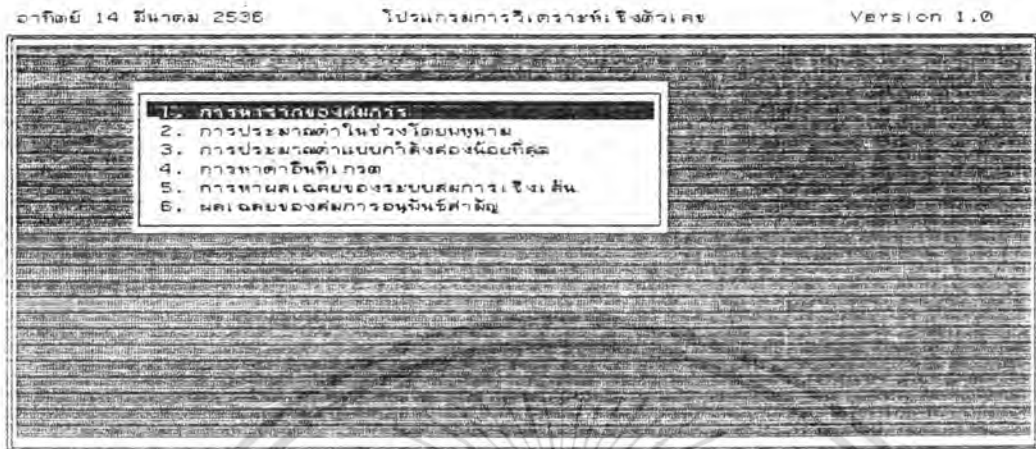 อาทิตย์ 14 มีนาคม 2536 โปรแกรมการวิเคราะห์เชิงตัวเลข Version 1.0
1. การหารากของสมการ
2. การประมาณค่าในช่วงโดยพหุนาม
3. การประมาณค่าแบบกำลังสองน้อยที่สุด
4. การหาค่าอินทิเกรต
5. การหาผลเฉลยของระบบสมการเชิงเส้น
6. ผลเฉลยของสมการอนุพันธ์สามัญ